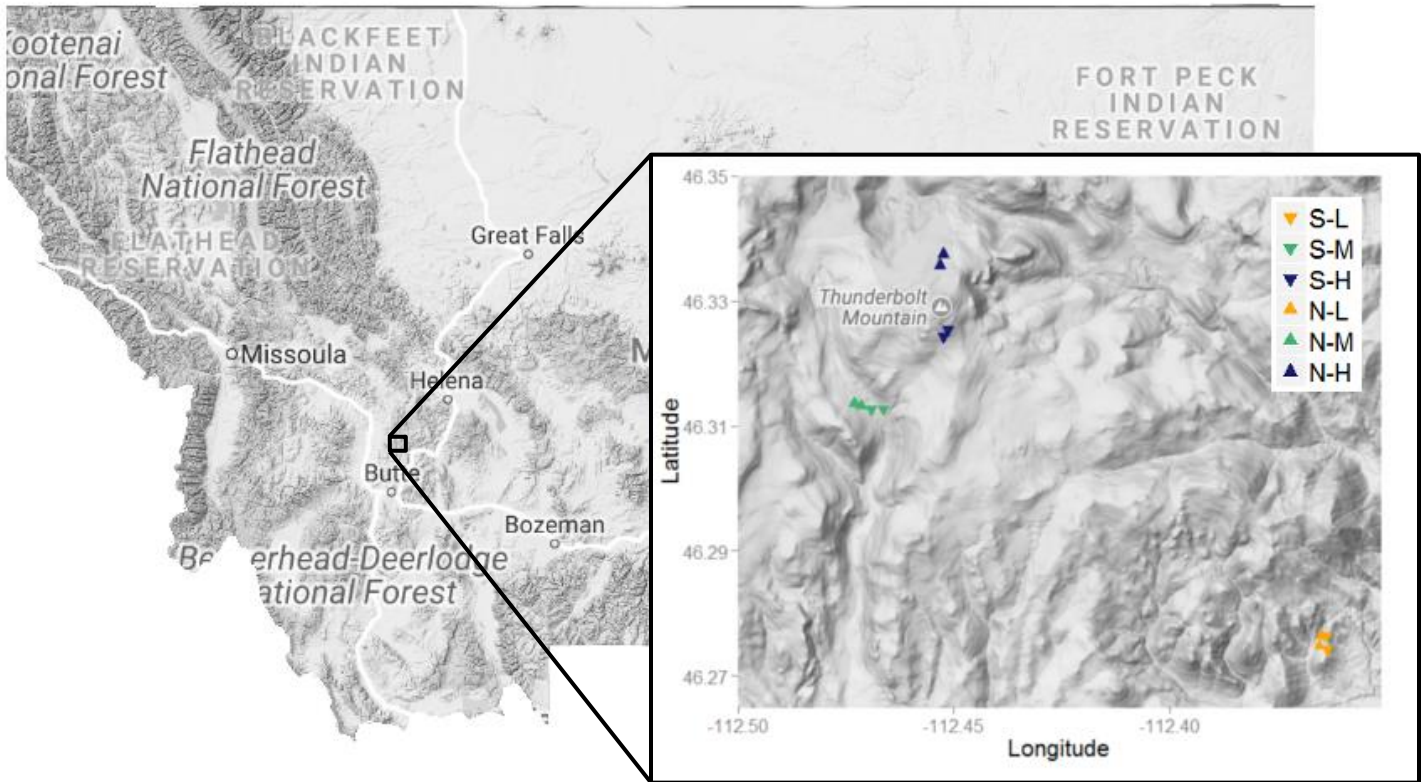 ootenai
onal Forest
BLACKFEET
INDIAN
RESERVATION
FORT PECK
INDIAN
RESERVATION
Flathead
National Forest
FLATHEAD
RESERVATION
Great Falls
Missoula
Helena
M
Butte
Bozeman
Be erhead-Deerlodge
ational Forest
46.35
46.33
46.31
46.29
46.27
Latitude
Thunderbolt
Mountain
S-L
S-M
S-H
N-L
N-M
N-H
-112.50
-112.45
-112.40
Longitude